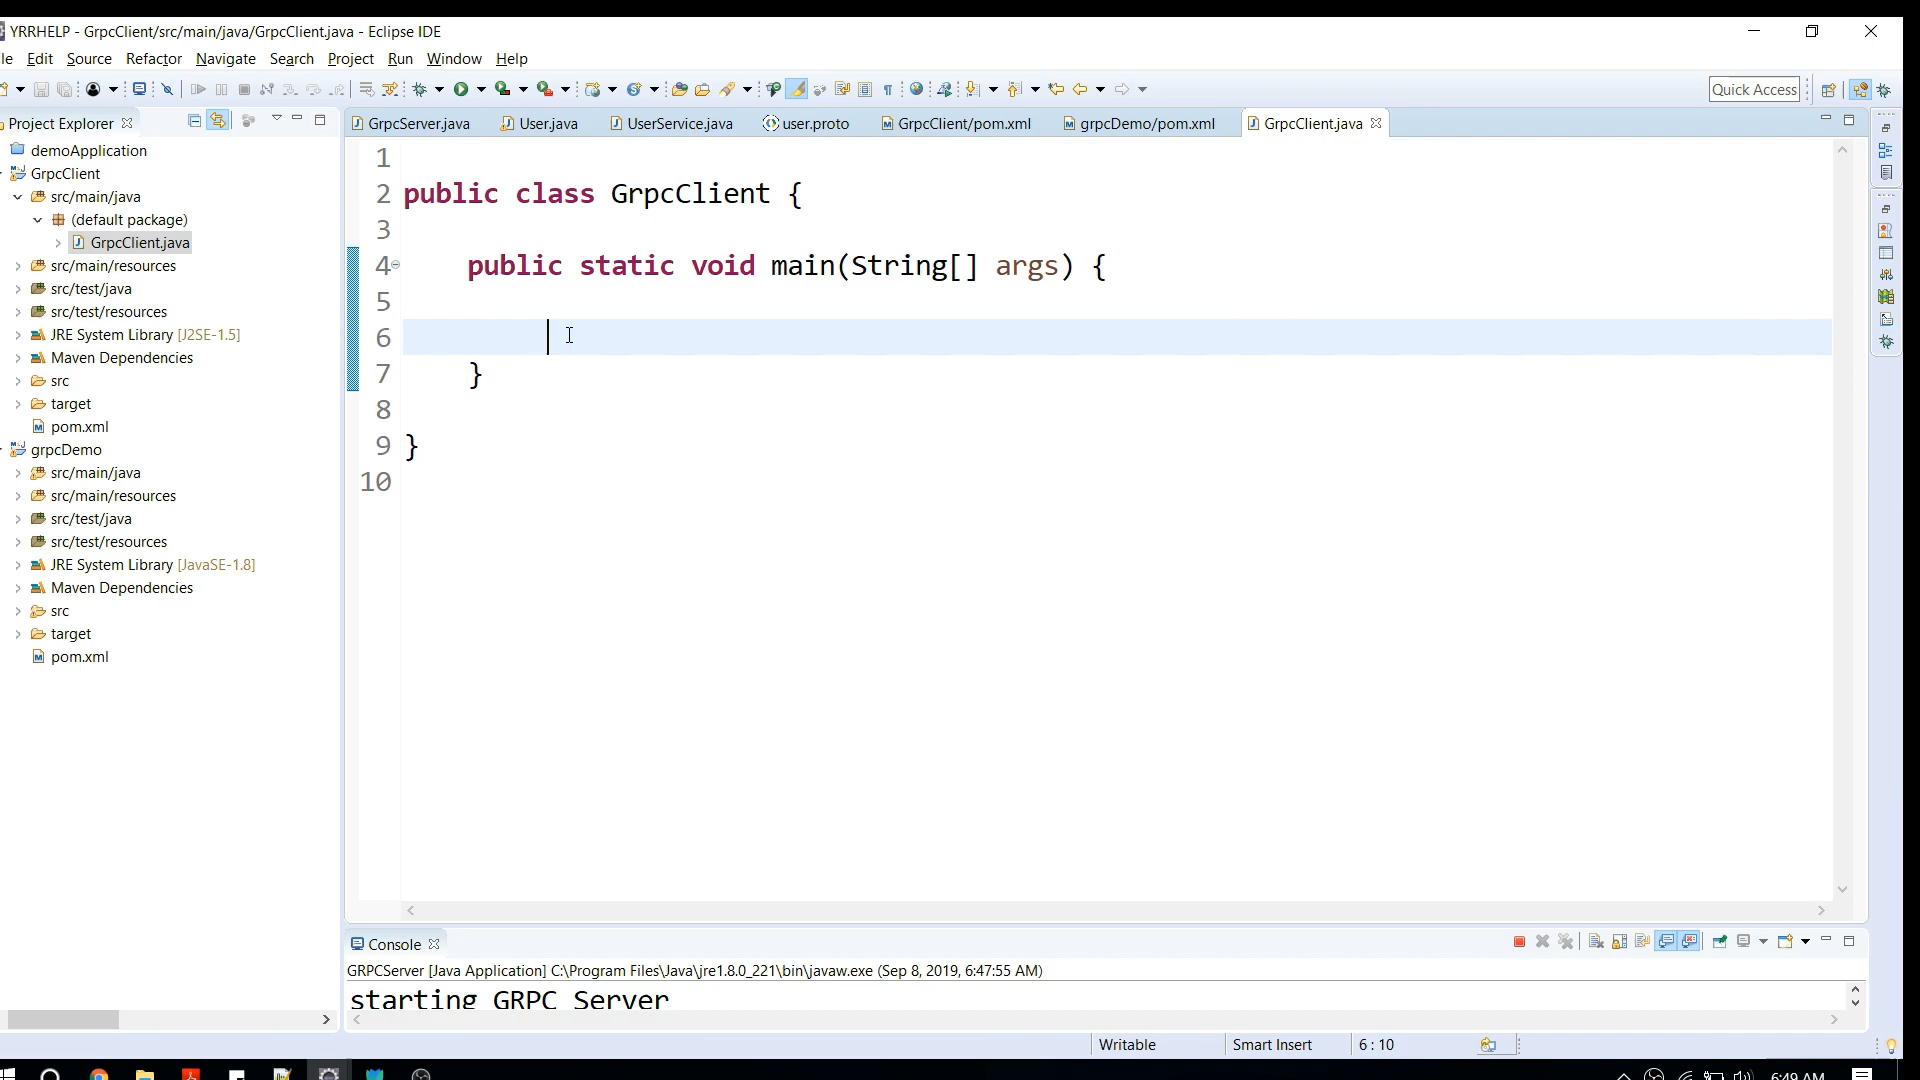 YRRHELP - GrpcClient/src/main/java/GrpcClient.java - Eclipse IDE
le Edit Source Refactor Navigate Search Project Run Window Help
Quick Access
Project Explorer
GrpcServer.java User.java UserService.java user.proto GrpcClient/pom.xml grpcDemo/pom.xml GrpcClient.java
demoApplication
GrpcClient
src/main/java
(default package)
GrpcClient.java
src/main/resources
src/test/java
src/test/resources
JRE System Library [J2SE-1.5]
Maven Dependencies
src
target
pom.xml
grpcDemo
src/main/java
src/main/resources
src/test/java
src/test/resources
JRE System Library [JavaSE-1.8]
Maven Dependencies
src
target
pom.xml
1
2 public class GrpcClient {
3
4 public static void main(String[] args) {
5
6
7 }
8
9 }
10
Console
GRPCServer [Java Application] C:\Program Files\Java\jre1.8.0_221\bin\javaw.exe (Sep 8, 2019, 6:47:55 AM)
starting GRPC Server
Writable Smart Insert 6 : 10
6:49 AM